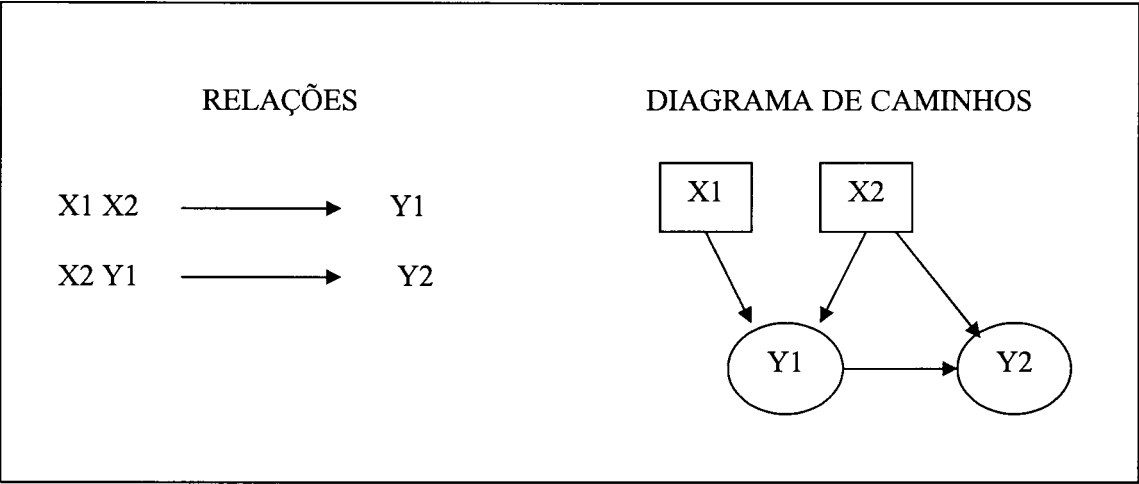 RELAÇÕES
X1 X2 Y1
X2 Y1 Y2
DIAGRAMA DE CAMINHOS
X1 X2
Y1 Y2